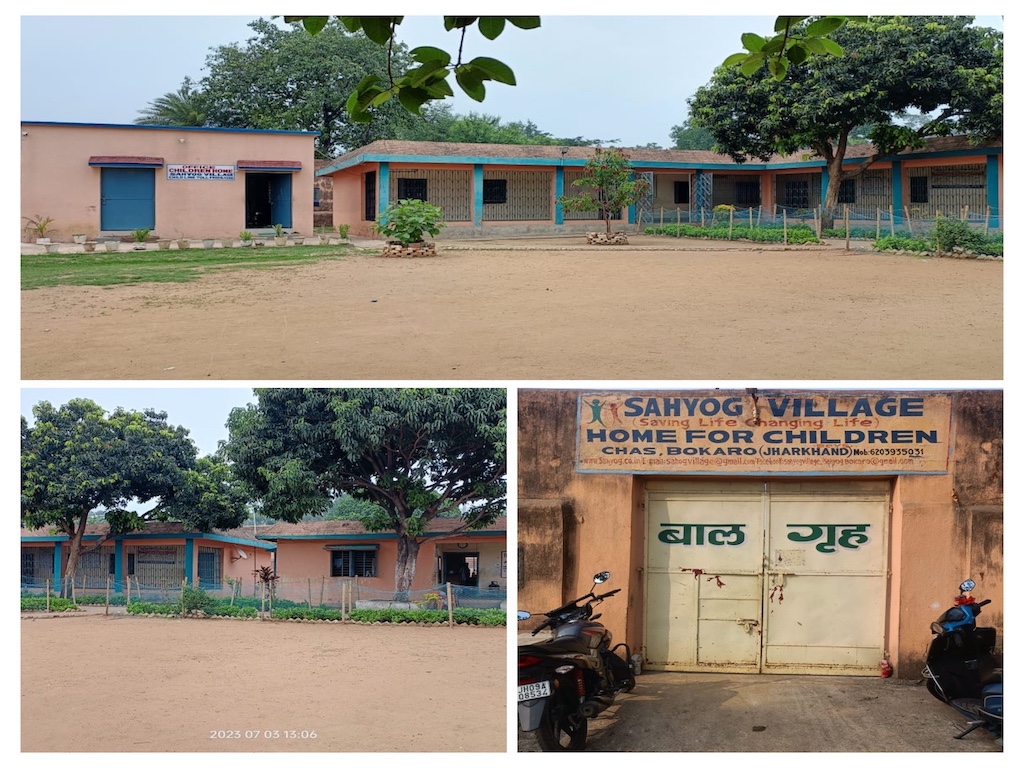 OFFICE
CHILDREN HOME
SAHYOG VILLAGE
SAHYOG VILLAGE
(Saving Life Changing Life)
HOME FOR CHILDREN
CHAS, BOKARO (JHARKHAND) Mob: 6203935031
बाल गृह
JH09A
2023 07 03 13:06